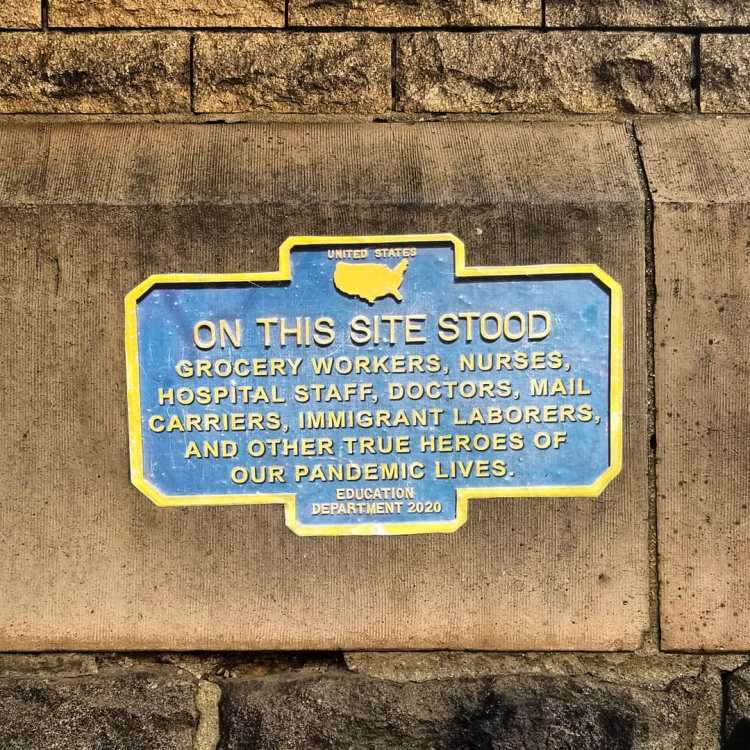 UNITED STATES
ON THIS SITE STOOD
GROCERY WORKERS, NURSES,
HOSPITAL STAFF, DOCTORS, MAIL
CARRIERS, IMMIGRANT LABORERS,
AND OTHER TRUE HEROES OF
OUR PANDEMIC LIVES.
EDUCATION
DEPARTMENT 2020